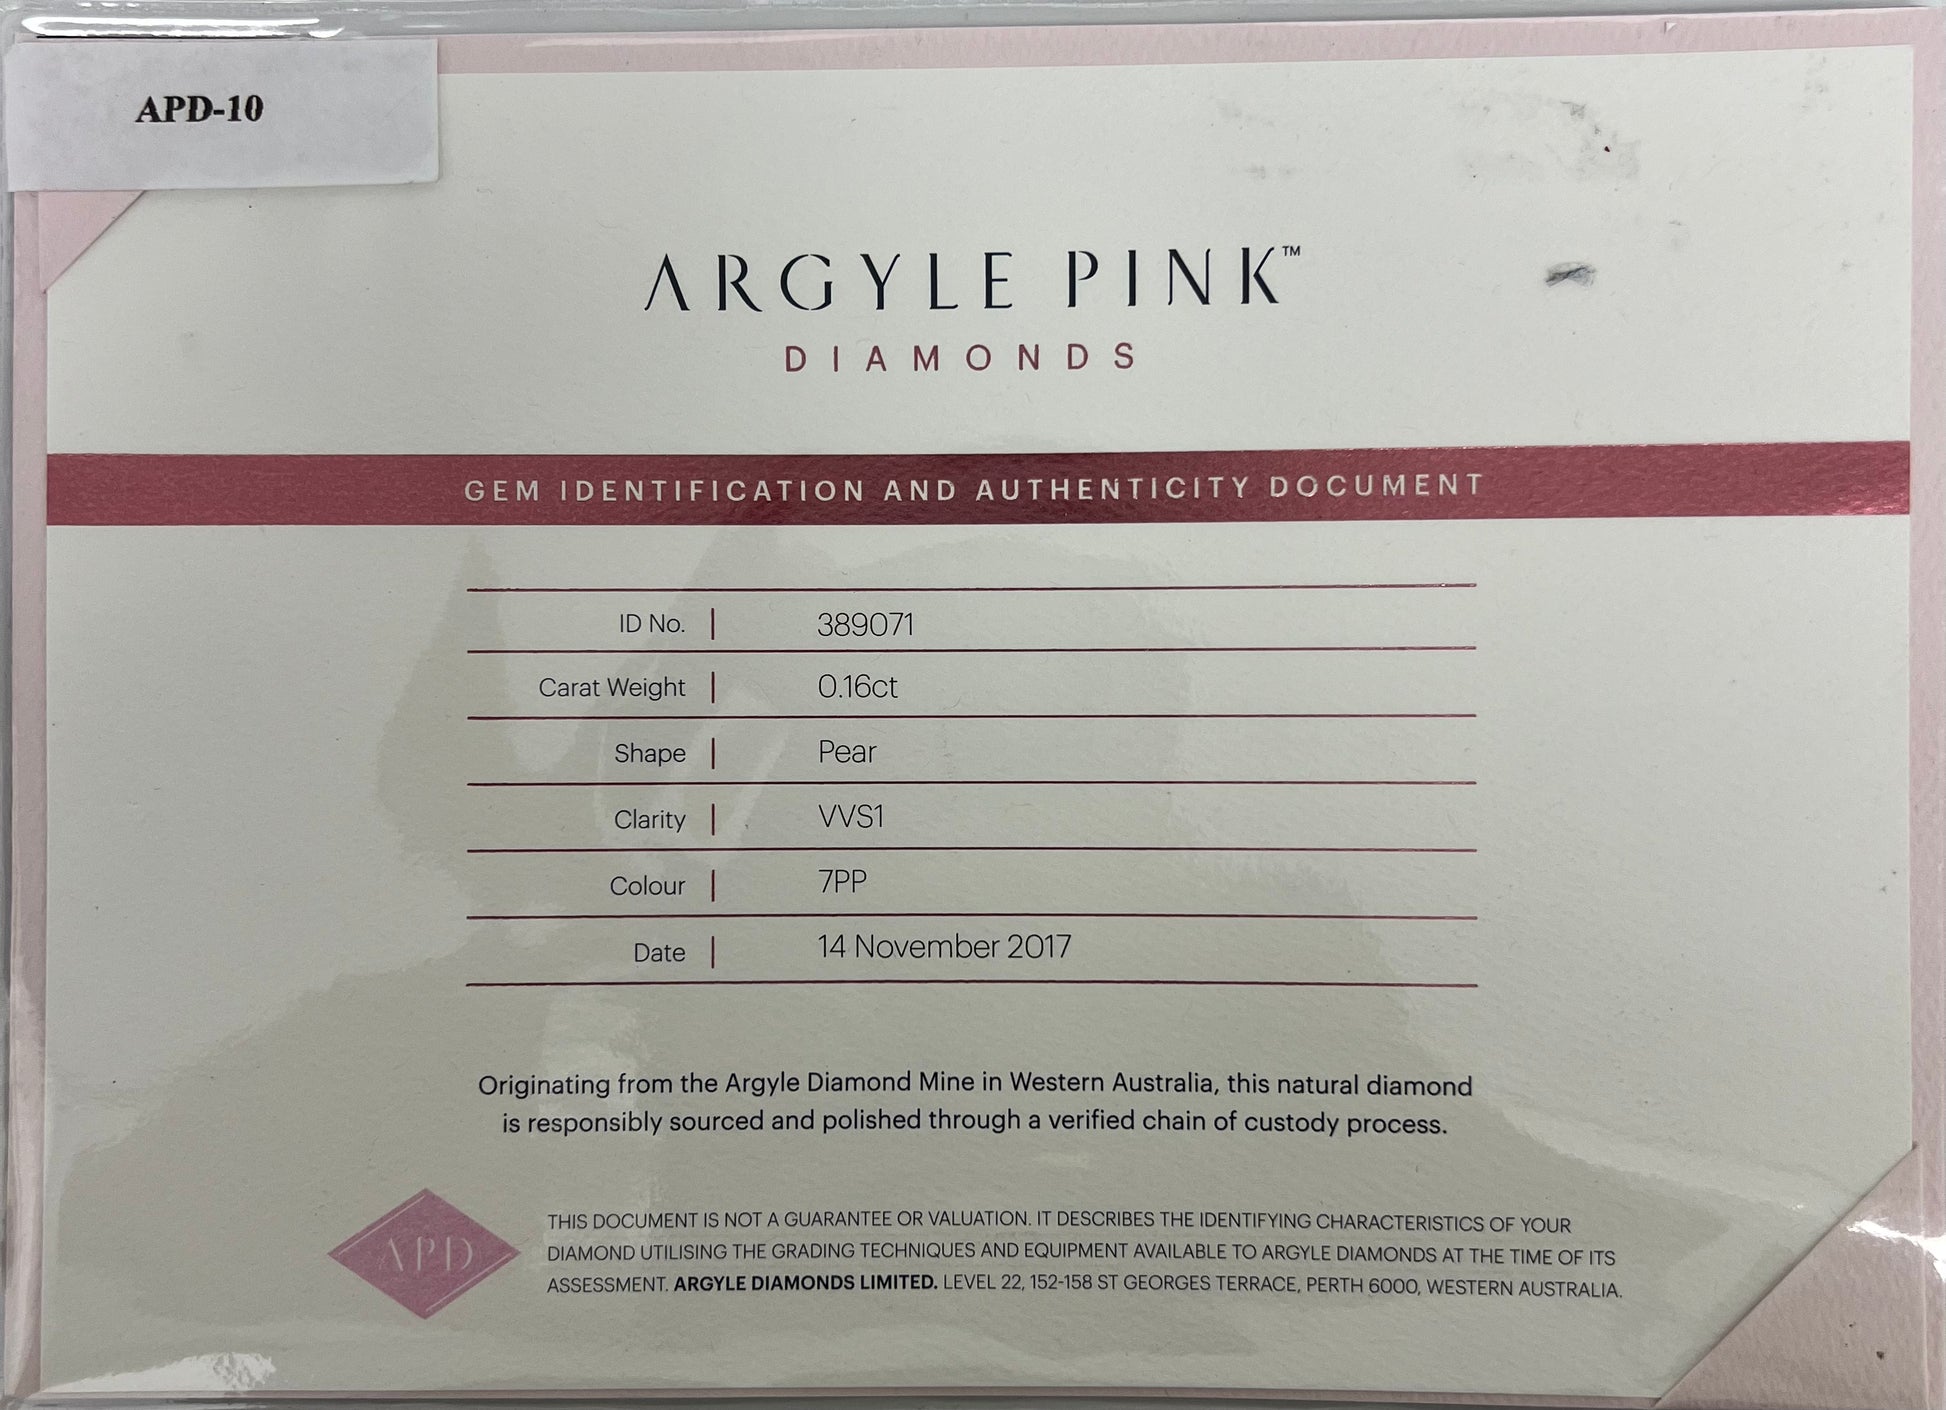 APD-10
ARGYLE PINK™
DIAMONDS
GEM IDENTIFICATION AND AUTHENTICITY DOCUMENT
ID No. | 389071
Carat Weight | 0.16ct
Shape | Pear
Clarity | VVS1
Colour | 7PP
Date | 14 November 2017
Originating from the Argyle Diamond Mine in Western Australia, this natural diamond
is responsibly sourced and polished through a verified chain of custody process.
APD
THIS DOCUMENT IS NOT A GUARANTEE OR VALUATION. IT DESCRIBES THE IDENTIFYING CHARACTERISTICS OF YOUR
DIAMOND UTILISING THE GRADING TECHNIQUES AND EQUIPMENT AVAILABLE TO ARGYLE DIAMONDS AT THE TIME OF ITS
ASSESSMENT. ARGYLE DIAMONDS LIMITED. LEVEL 22, 152-158 ST GEORGES TERRACE, PERTH 6000, WESTERN AUSTRALIA.